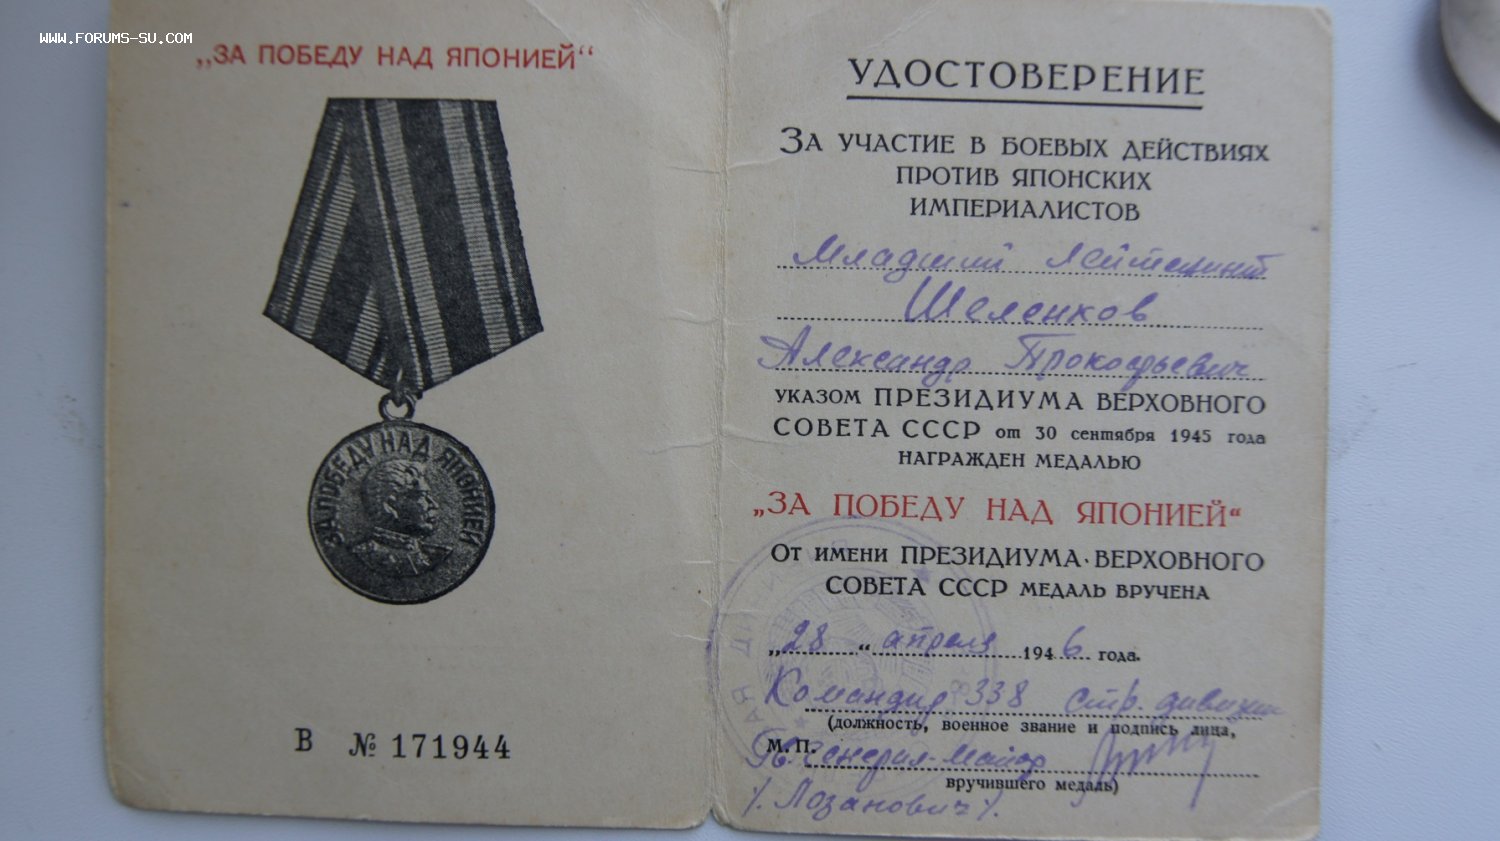 WWW.FORUMS-SU.COM
„ЗА ПОБЕДУ НАД ЯПОНИЕЙ“
ЗА ПОБЕДУ НАД ЯПОНИЕЙ
В № 171944
УДОСТОВЕРЕНИЕ
ЗА УЧАСТИЕ В БОЕВЫХ ДЕЙСТВИЯХ
ПРОТИВ ЯПОНСКИХ
ИМПЕРИАЛИСТОВ
Младший Лейтенант
Шеленков
Александр Прокофьевич
УКАЗОМ ПРЕЗИДИУМА ВЕРХОВНОГО
СОВЕТА СССР от 30 сентября 1945 года
НАГРАЖДЕН МЕДАЛЬЮ
„ЗА ПОБЕДУ НАД ЯПОНИЕЙ“
ОТ ИМЕНИ ПРЕЗИДИУМА ВЕРХОВНОГО
СОВЕТА СССР МЕДАЛЬ ВРУЧЕНА
„28“ апреля 1946 года.
Командир 338 стр. дивизии
(должность, военное звание и подпись лица,
М. П.
Гв. Генерал-Майор
вручившего медаль)
/. Лозанович /.